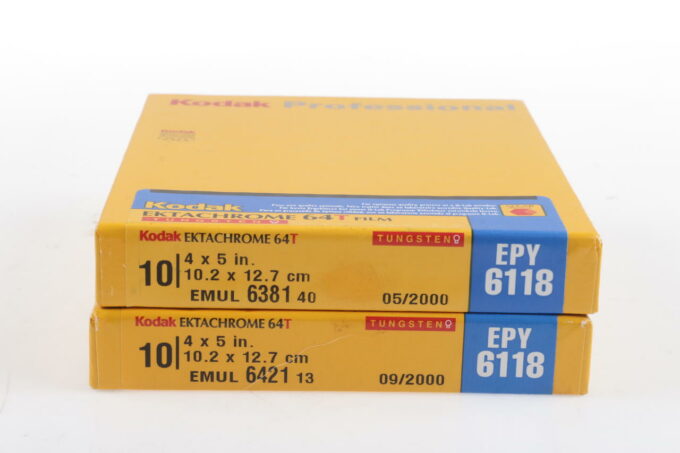 Kodak Professional
Kodak
EKTACHROME 64T FILM
TUNGSTEN
Kodak EKTACHROME 64T TUNGSTEN
10 4 x 5 in.
10.2 x 12.7 cm
EMUL 6381 40 05/2000
EPY
6118
Kodak EKTACHROME 64T TUNGSTEN
10 4 x 5 in.
10.2 x 12.7 cm
EMUL 6421 13 09/2000
EPY
6118